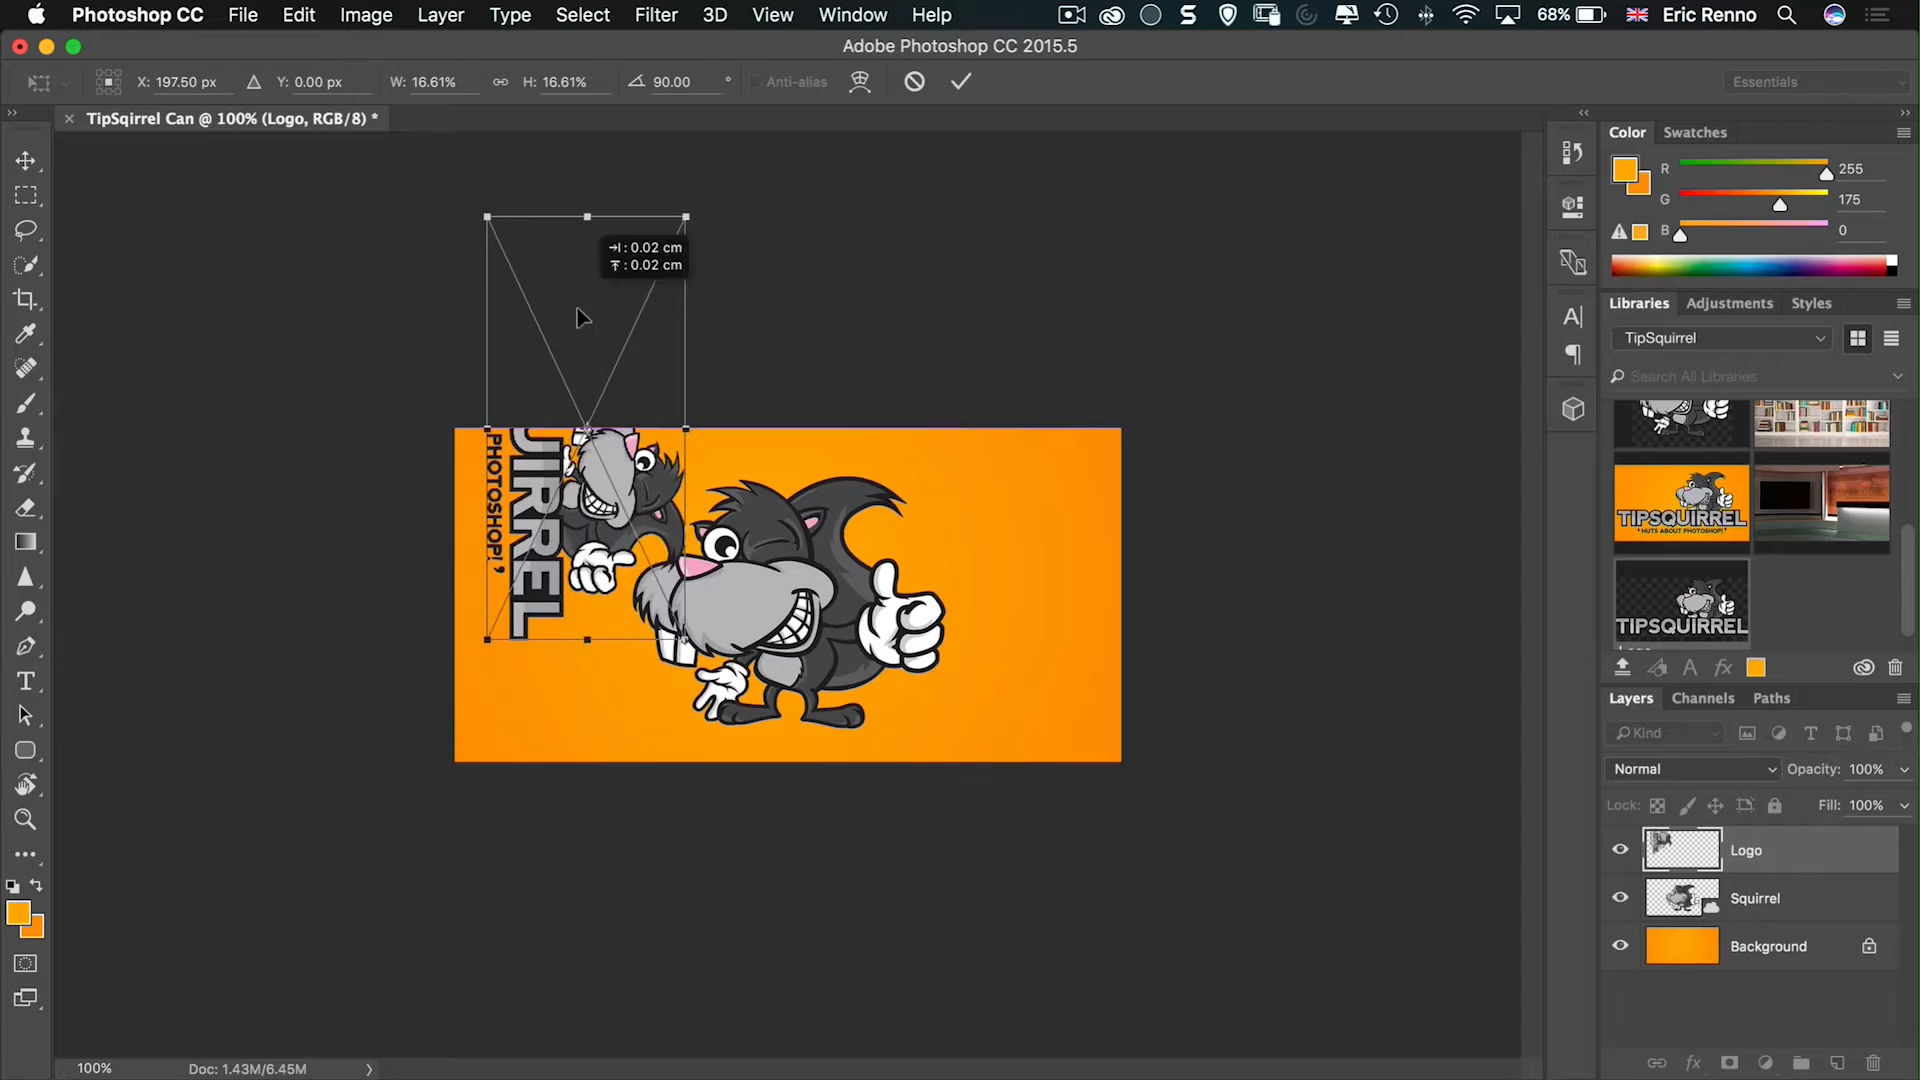 Photoshop CC File Edit Image Layer Type Select Filter 3D View Window Help 68% Eric Renno
Adobe Photoshop CC 2015.5
X: 197.50 px Y: 0.00 px W: 16.61% H: 16.61% 90.00 ° Anti-alias Essentials
TipSqirrel Can @ 100% (Logo, RGB/8) *
Color Swatches
R 255
G 175
B 0
: 0.02 cm
: 0.02 cm
Libraries Adjustments Styles
TipSquirrel
Search All Libraries
UIRREL
PHOTOSHOP! ❜
TIPSQUIRREL
❛ NUTS ABOUT PHOTOSHOP! ❜
TIPSQUIRREL
Layers Channels Paths
Kind
Normal Opacity: 100%
Lock: Fill: 100%
Logo
Squirrel
Background
100% Doc: 1.43M/6.45M